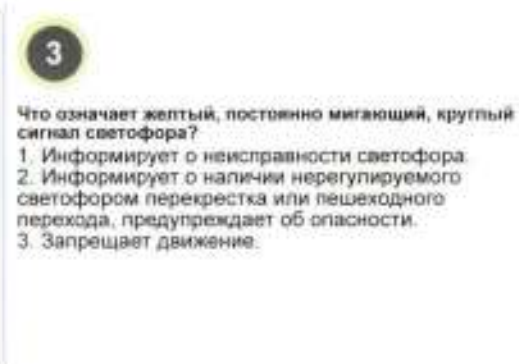 3
Что означает желтый, постоянно мигающий, круглый
сигнал светофора?
1. Информирует о неисправности светофора.
2. Информирует о наличии нерегулируемого
светофором перекрестка или пешеходного
перехода, предупреждает об опасности.
3. Запрещает движение.